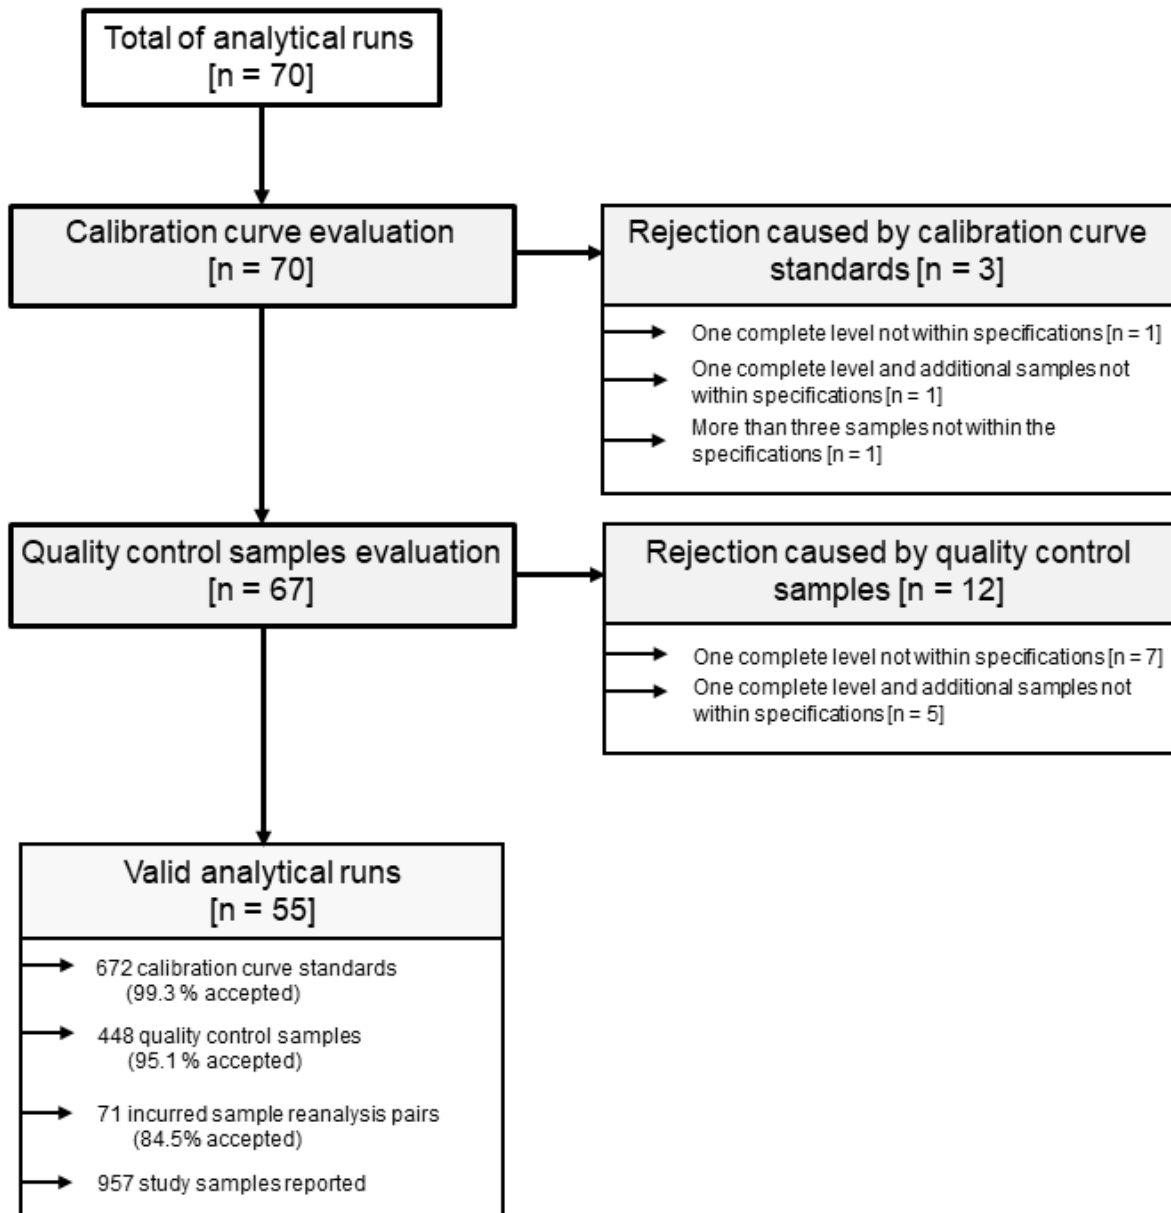 Total of analytical runs
[n = 70]
Calibration curve evaluation
[n = 70]
Rejection caused by calibration curve
standards [n = 3]
One complete level not within specifications [n = 1]
One complete level and additional samples not
within specifications [n = 1]
More than three samples not within the
specifications [n = 1]
Quality control samples evaluation
[n = 67]
Rejection caused by quality control
samples [n = 12]
One complete level not within specifications [n = 7]
One complete level and additional samples not
within specifications [n = 5]
Valid analytical runs
[n = 55]
672 calibration curve standards
(99.3 % accepted)
448 quality control samples
(95.1 % accepted)
71 incurred sample reanalysis pairs
(84.5% accepted)
957 study samples reported